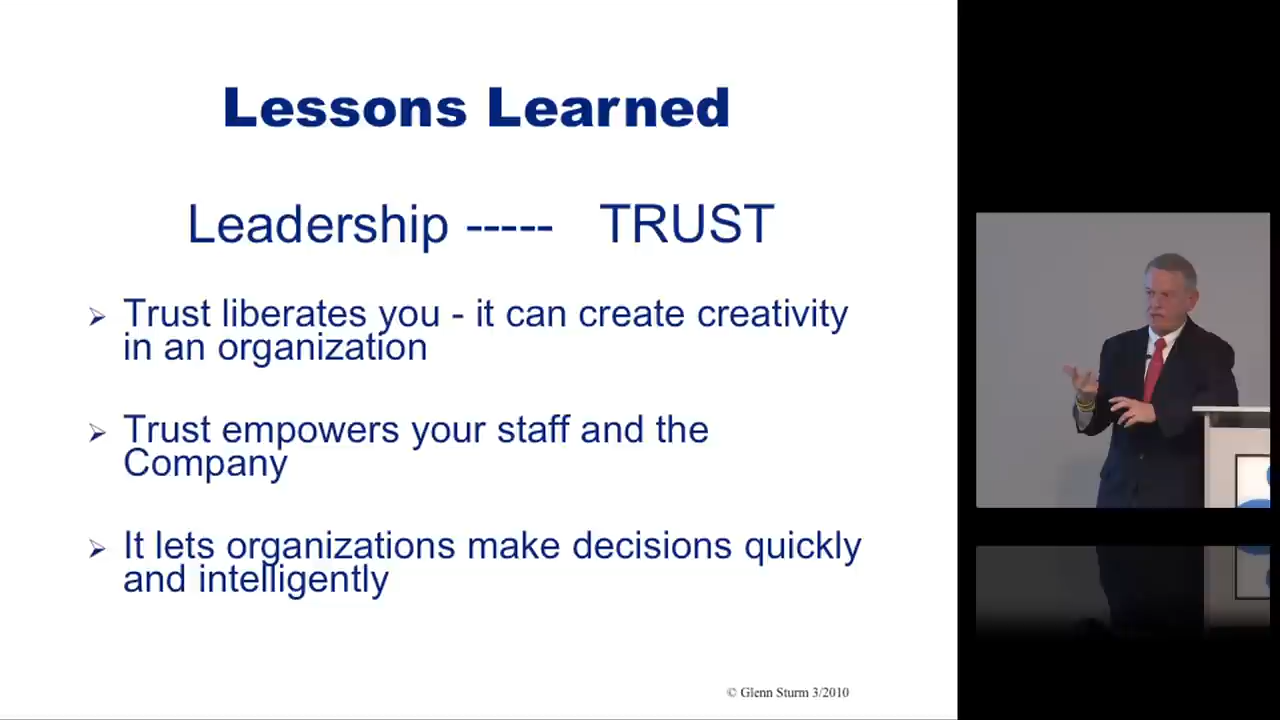 Lessons Learned
Leadership ----- TRUST
➢ Trust liberates you - it can create creativity
in an organization
➢ Trust empowers your staff and the
Company
➢ It lets organizations make decisions quickly
and intelligently
© Glenn Sturm 3/2010